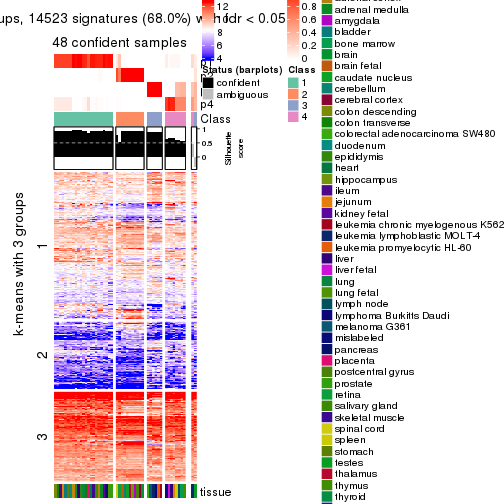 ups, 14523 signatures (68.0%) with fdr < 0.05
48 confident samples
p4
Class
1
0.5
0
Silhouette
score
k-means with 3 groups
1
2
3
tissue
12
10
8
6
4
Status (barplots)
confident
ambiguous
0.8
0.6
0.4
0.2
0
Class
1
2
3
4
adrenal medulla
amygdala
bladder
bone marrow
brain
brain fetal
caudate nucleus
cerebellum
cerebral cortex
colon descending
colon transverse
colorectal adenocarcinoma SW480
duodenum
epididymis
heart
hippocampus
ileum
jejunum
kidney fetal
leukemia chronic myelogenous K562
leukemia lymphoblastic MOLT-4
leukemia promyelocytic HL-60
liver
liver fetal
lung
lung fetal
lymph node
lymphoma Burkitts Daudi
melanoma G361
mislabeled
pancreas
placenta
postcentral gyrus
prostate
retina
salivary gland
skeletal muscle
spinal cord
spleen
stomach
testes
thalamus
thymus
thyroid